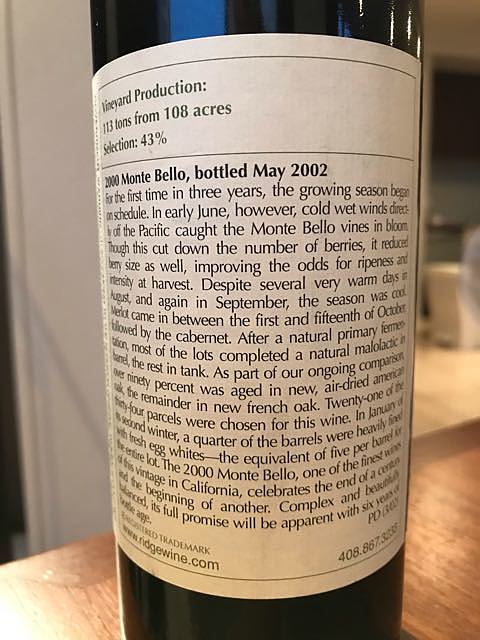 Vineyard Production:
113 tons from 108 acres
Selection: 43%
2000 Monte Bello, bottled May 2002
For the first time in three years, the growing season began
on schedule. In early June, however, cold wet winds direct-
ly off the Pacific caught the Monte Bello vines in bloom.
Though this cut down the number of berries, it reduced
berry size as well, improving the odds for ripeness and
intensity at harvest. Despite several very warm days in
August, and again in September, the season was cool.
Merlot came in between the first and fifteenth of October,
followed by the cabernet. After a natural primary fermen-
tation, most of the lots completed a natural malolactic in
barrel, the rest in tank. As part of our ongoing comparison,
over ninety percent was aged in new, air-dried american
oak, the remainder in new french oak. Twenty-one of the
thirty-four parcels were chosen for this wine. In January of
its second winter, a quarter of the barrels were heavily fined
with fresh egg whites—the equivalent of five per barrel for
the entire lot. The 2000 Monte Bello, one of the finest wines
of this vintage in California, celebrates the end of a century
and the beginning of another. Complex and beautifully
balanced, its full promise will be apparent with six years of
bottle age. PD (3/02)
REGISTERED TRADEMARK
www.ridgewine.com 408.867.3233